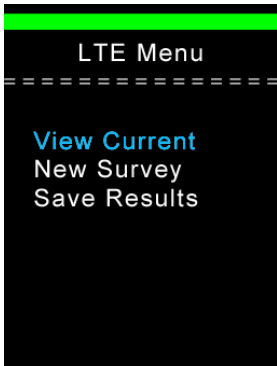 LTE Menu
================
View Current
New Survey
Save Results